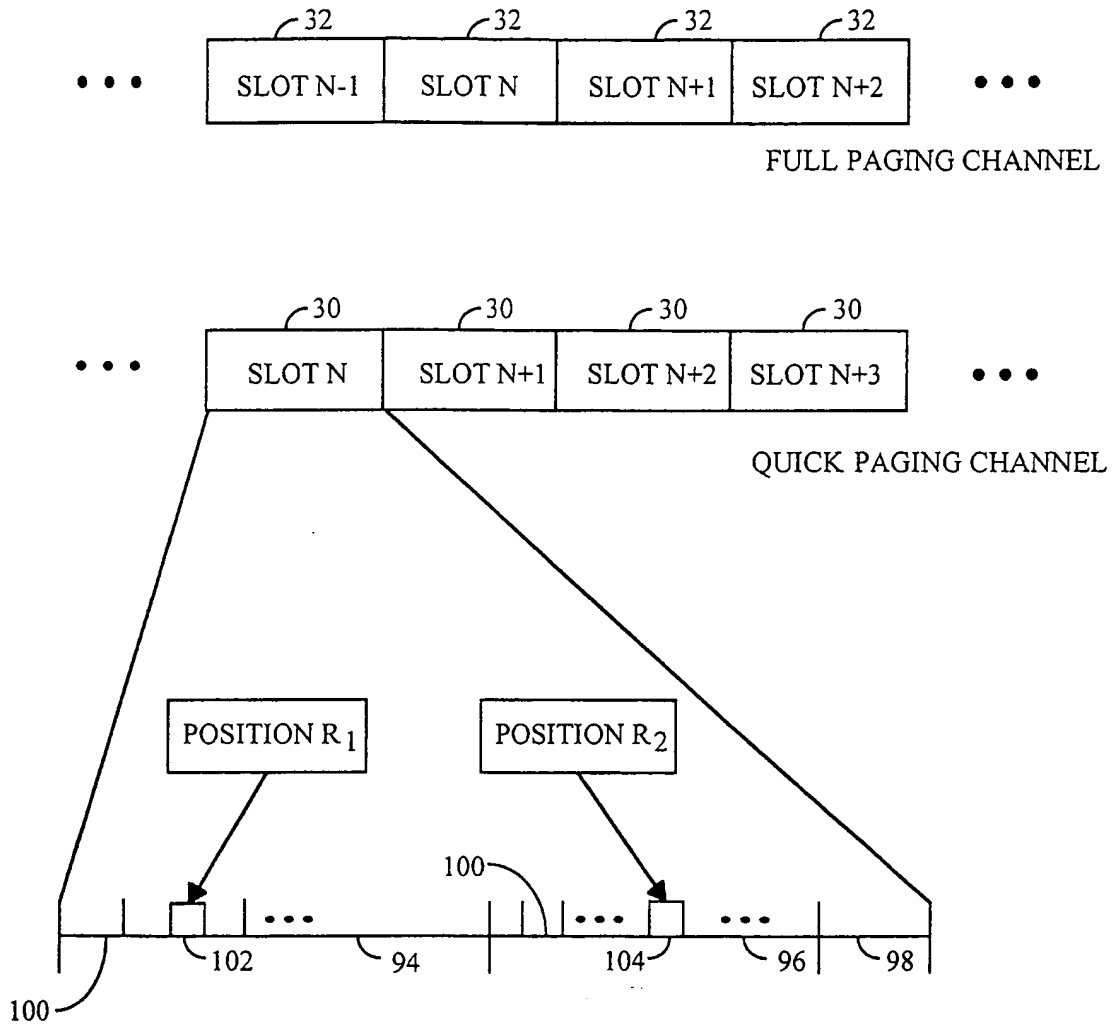 32 32 32 32
••• SLOT N-1 SLOT N SLOT N+1 SLOT N+2 •••
FULL PAGING CHANNEL
30 30 30 30
••• SLOT N SLOT N+1 SLOT N+2 SLOT N+3 •••
QUICK PAGING CHANNEL
POSITION R1 POSITION R2
100
••• ••• •••
102 94 104 96 98
100